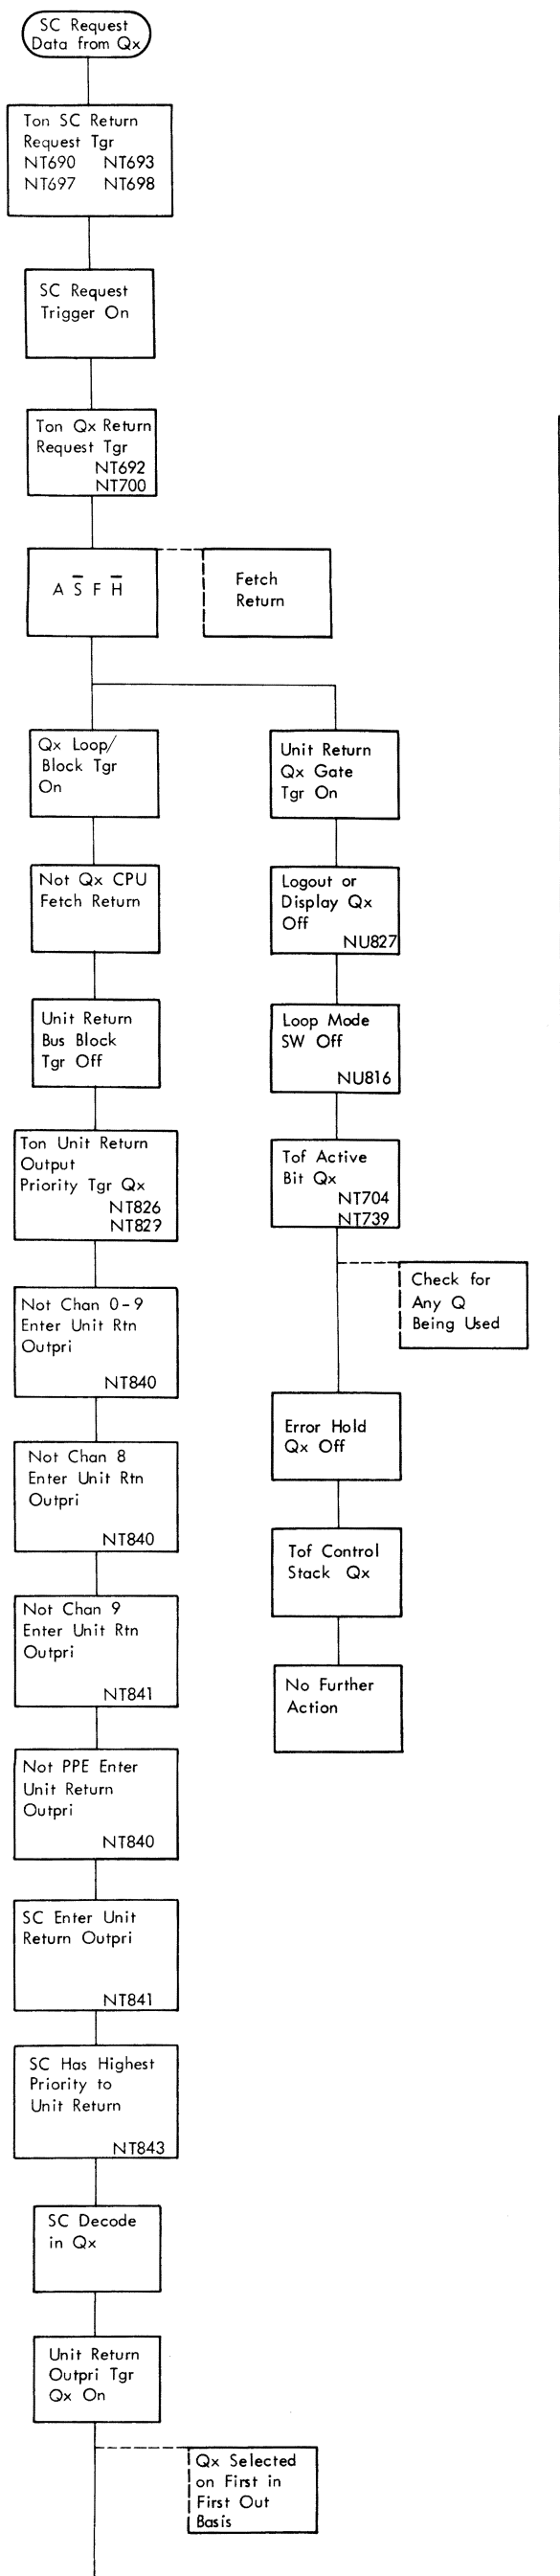 SC Request
Data from Qx
Ton SC Return
Request Tgr
NT690 NT693
NT697 NT698
SC Request
Trigger On
Ton Qx Return
Request Tgr
NT692
NT700
A S̅ F H̅
Fetch
Return
Qx Loop/
Block Tgr
On
Not Qx CPU
Fetch Return
Unit Return
Bus Block
Tgr Off
Ton Unit Return
Output
Priority Tgr Qx
NT826
NT829
Not Chan 0-9
Enter Unit Rtn
Outpri
NT840
Not Chan 8
Enter Unit Rtn
Outpri
NT840
Not Chan 9
Enter Unit Rtn
Outpri
NT841
Not PPE Enter
Unit Return
Outpri
NT840
SC Enter Unit
Return Outpri
NT841
SC Has Highest
Priority to
Unit Return
NT843
SC Decode
in Qx
Unit Return
Outpri Tgr
Qx On
Qx Selected
on First in
First Out
Basis
Unit Return
Qx Gate
Tgr On
Logout or
Display Qx
Off
NU827
Loop Mode
SW Off
NU816
Tof Active
Bit Qx
NT704
NT739
Check for
Any Q
Being Used
Error Hold
Qx Off
Tof Control
Stack Qx
No Further
Action